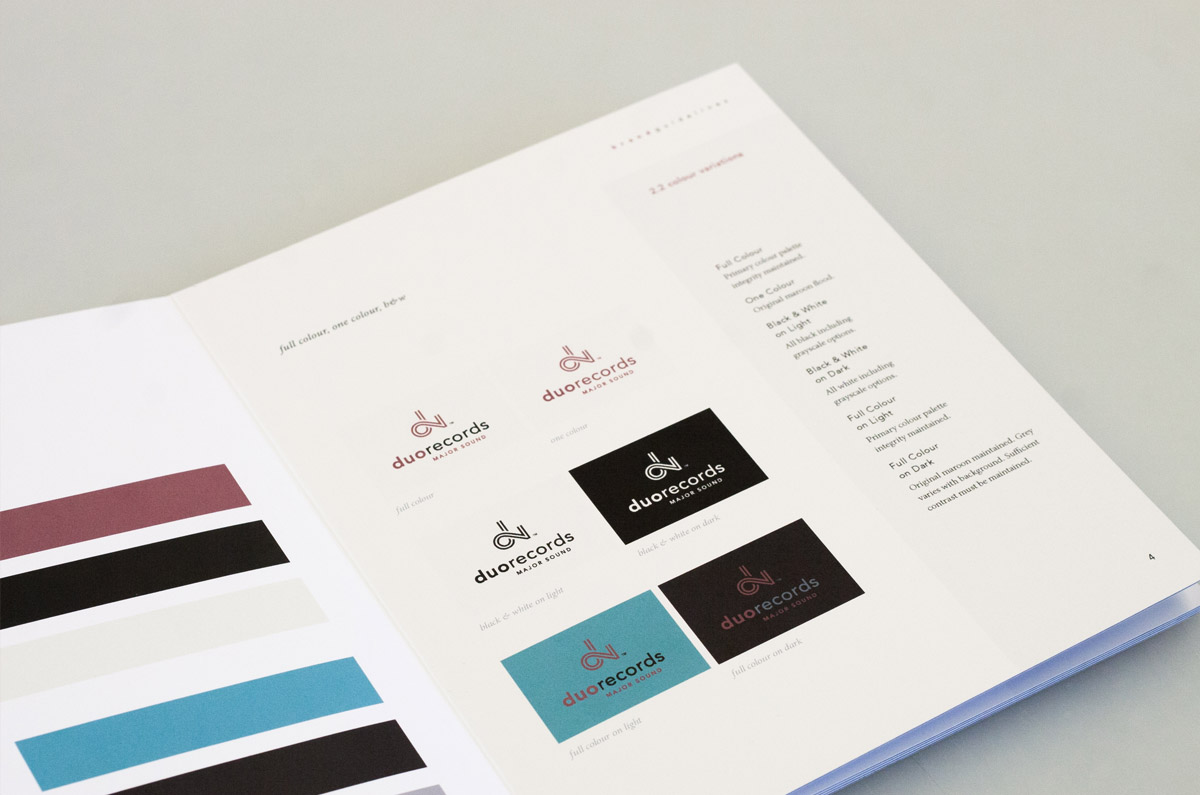 brandguidelines
2.2 colour variations
full colour, one colour, b&w
duorecords
MAJOR SOUND
full colour
duorecords
MAJOR SOUND
one colour
duorecords
MAJOR SOUND
black & white on light
duorecords
MAJOR SOUND
black & white on dark
duorecords
MAJOR SOUND
full colour on light
duorecords
MAJOR SOUND
full colour on dark
Full Colour
Primary colour palette
integrity maintained.
One Colour
Original maroon flood.
Black & White
on Light
All black including
grayscale options.
Black & White
on Dark
All white including
grayscale options.
Full Colour
on Light
Primary colour palette
integrity maintained.
Full Colour
on Dark
Original maroon maintained. Grey
varies with background. Sufficient
contrast must be maintained.
4